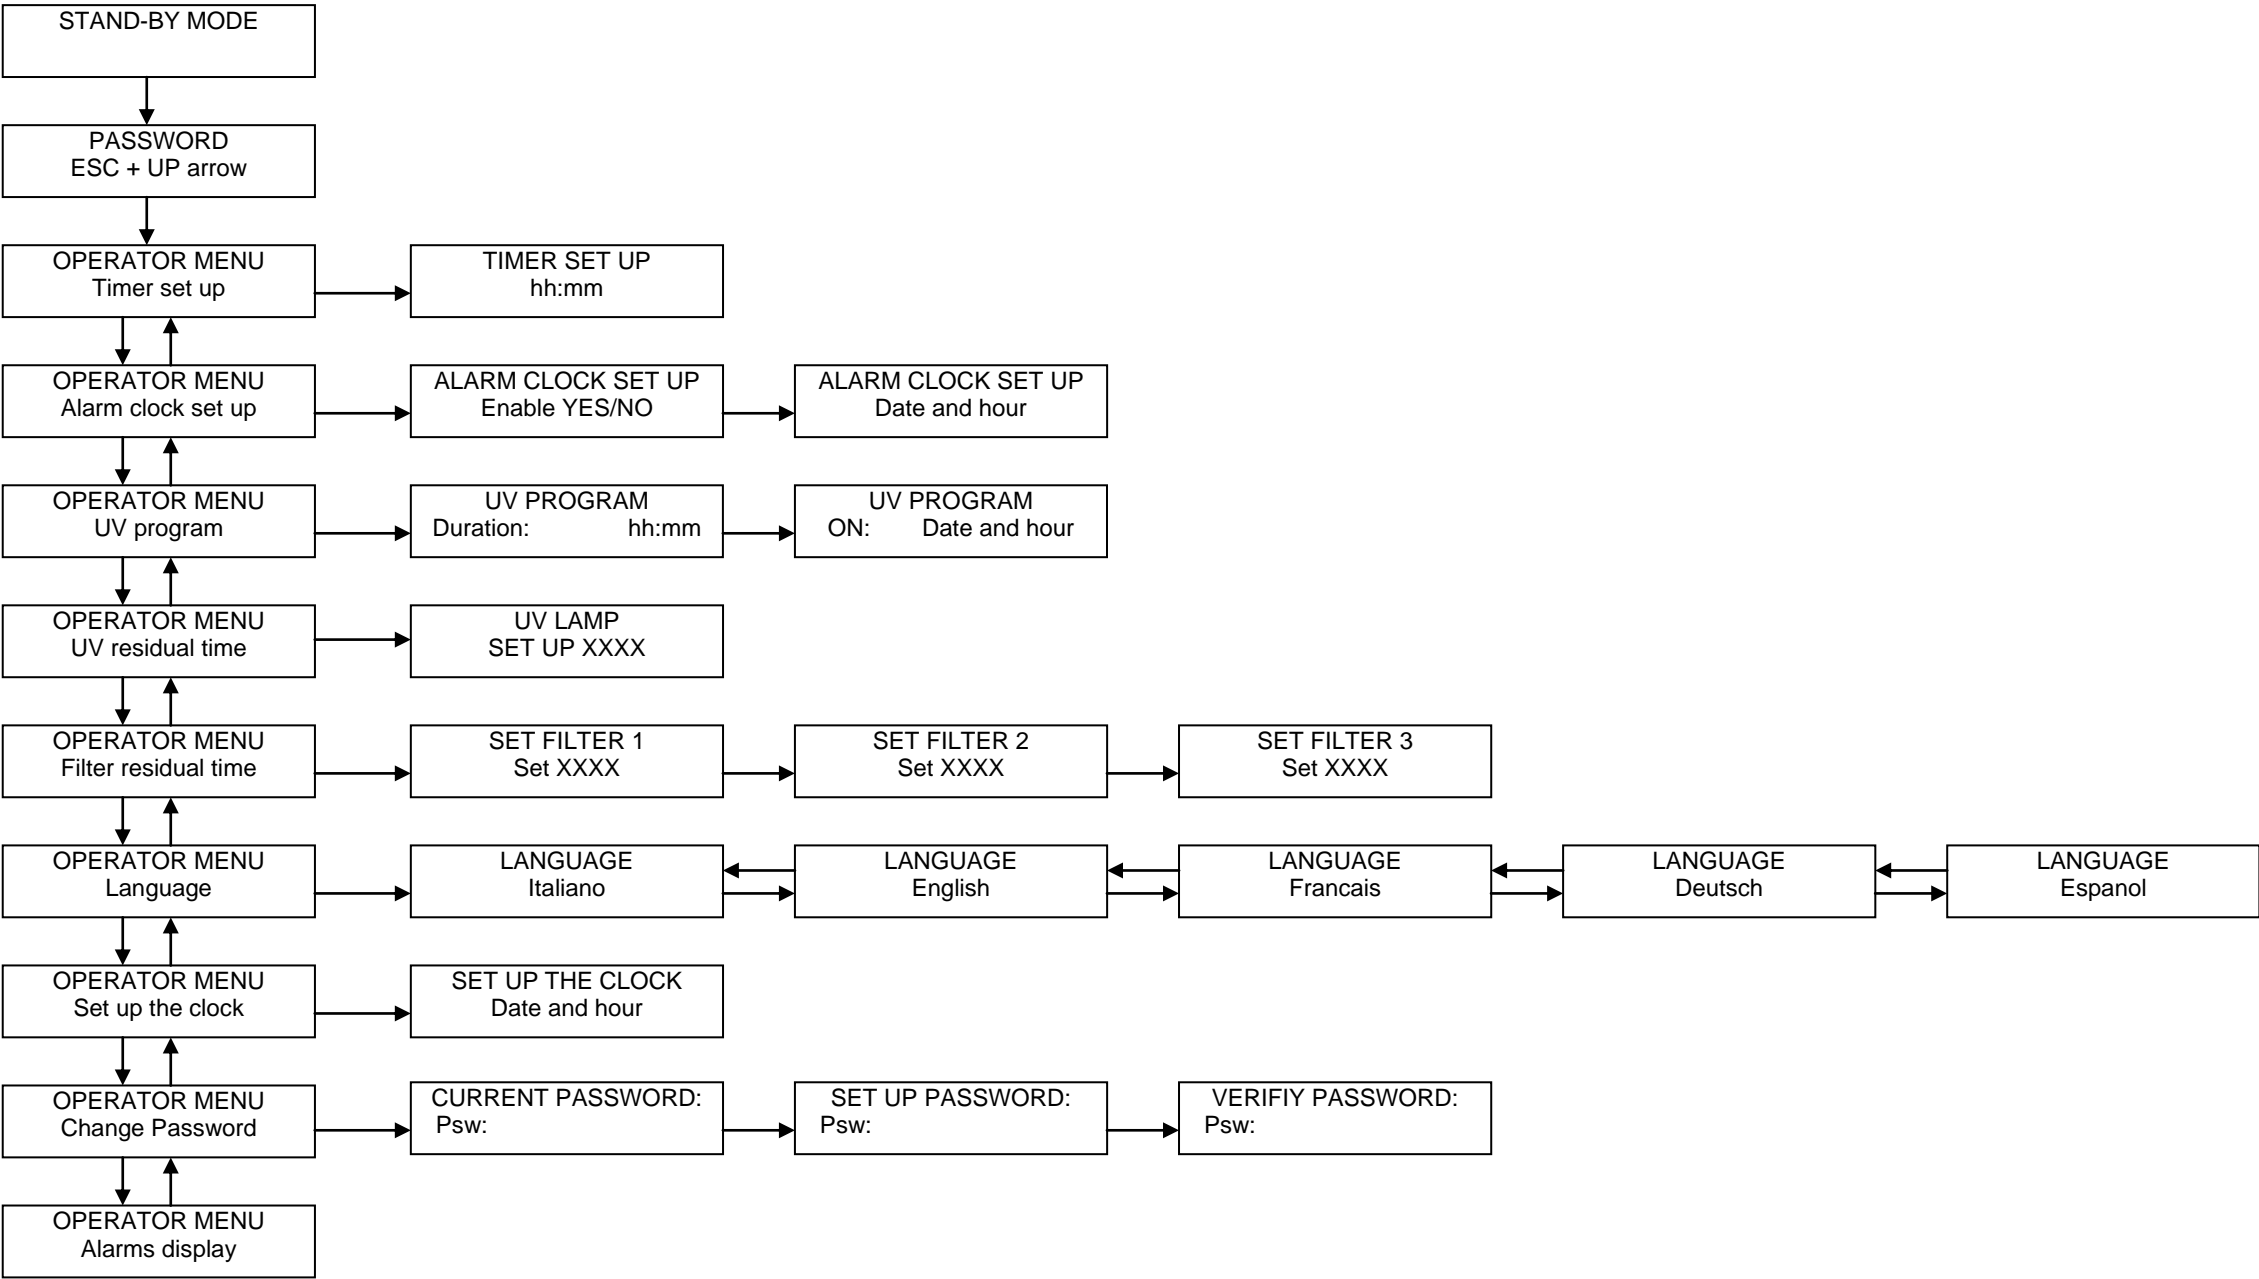 STAND-BY MODE
PASSWORD
ESC + UP arrow
OPERATOR MENU
Timer set up
TIMER SET UP
hh:mm
OPERATOR MENU
Alarm clock set up
ALARM CLOCK SET UP
Enable YES/NO
ALARM CLOCK SET UP
Date and hour
OPERATOR MENU
UV program
UV PROGRAM
Duration: hh:mm
UV PROGRAM
ON: Date and hour
OPERATOR MENU
UV residual time
UV LAMP
SET UP XXXX
OPERATOR MENU
Filter residual time
SET FILTER 1
Set XXXX
SET FILTER 2
Set XXXX
SET FILTER 3
Set XXXX
OPERATOR MENU
Language
LANGUAGE
Italiano
LANGUAGE
English
LANGUAGE
Francais
LANGUAGE
Deutsch
LANGUAGE
Espanol
OPERATOR MENU
Set up the clock
SET UP THE CLOCK
Date and hour
OPERATOR MENU
Change Password
CURRENT PASSWORD:
Psw:
SET UP PASSWORD:
Psw:
VERIFIY PASSWORD:
Psw:
OPERATOR MENU
Alarms display